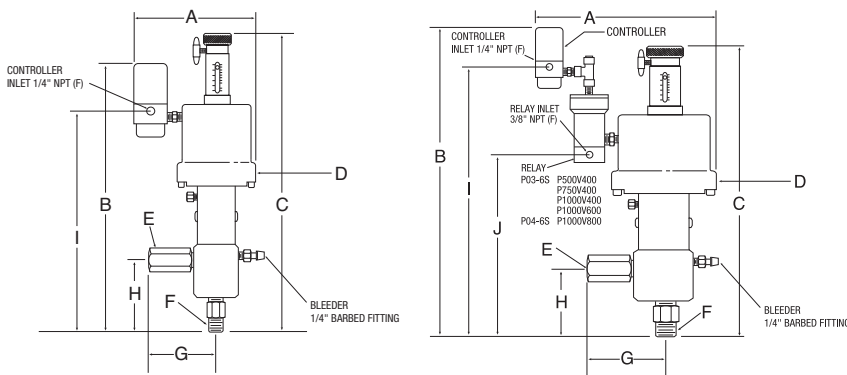 A
CONTROLLER
INLET 1/4" NPT (F)
D
B
C
I
E
H
F
BLEEDER
1/4" BARBED FITTING
G
A
CONTROLLER
INLET 1/4" NPT (F)
CONTROLLER
RELAY INLET
3/8" NPT (F)
B
I
RELAY
P03-6S P500V400
P750V400
P1000V400
P1000V600
P04-6S P1000V800
D
C
J
E
H
F
BLEEDER
1/4" BARBED FITTING
G